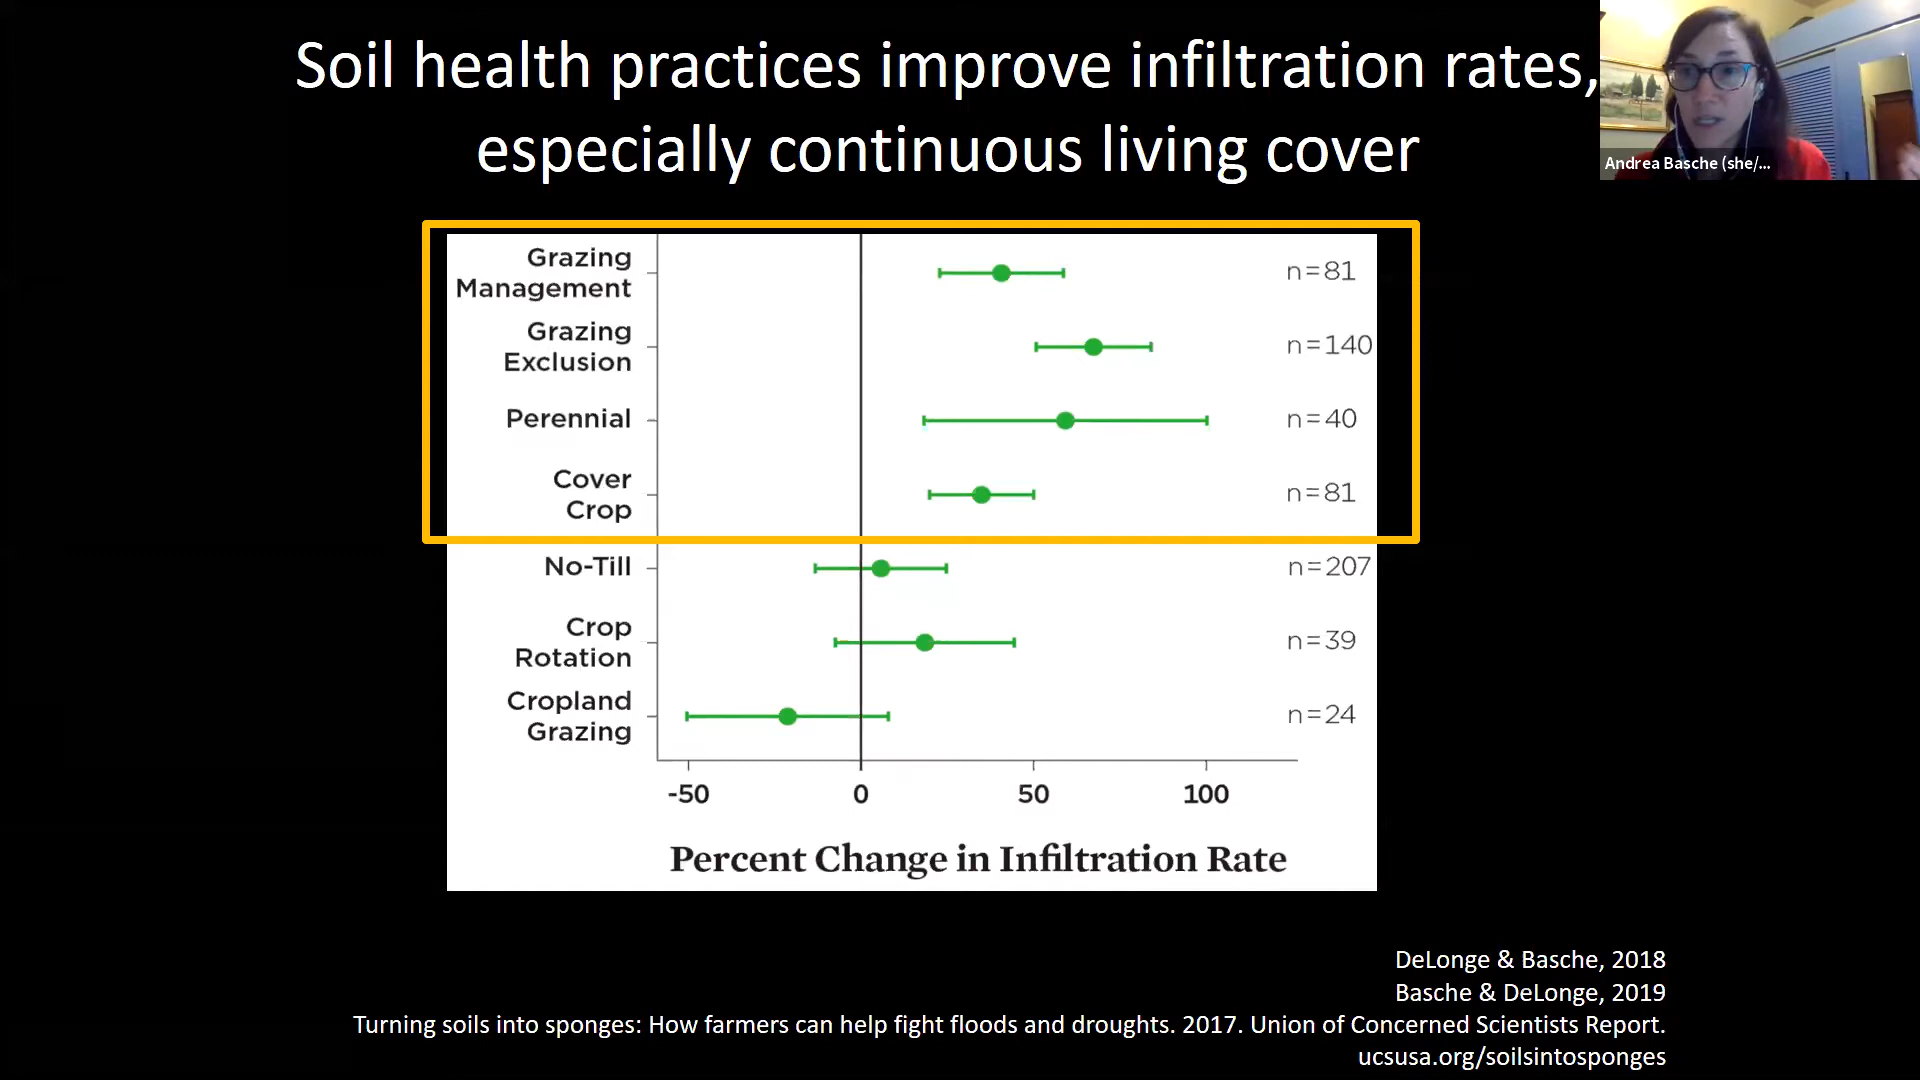 Soil health practices improve infiltration rates,
especially continuous living cover
Andrea Basche (she/...
Grazing
Management
n=81
Grazing
Exclusion
n=140
Perennial
n=40
Cover
Crop
n=81
No-Till
n=207
Crop
Rotation
n=39
Cropland
Grazing
n=24
-50 0 50 100
Percent Change in Infiltration Rate
DeLonge & Basche, 2018
Basche & DeLonge, 2019
Turning soils into sponges: How farmers can help fight floods and droughts. 2017. Union of Concerned Scientists Report.
ucsusa.org/soilsintosponges